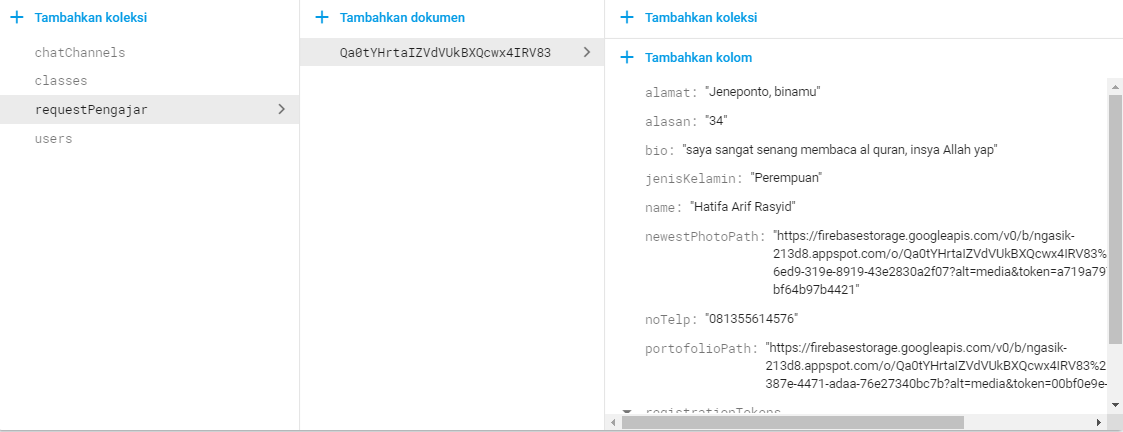 Tambahkan koleksi
chatChannels
classes
requestPengajar
users
Tambahkan dokumen
Qa0tYHrtaIZVdVUkBXQcwx4IRV83
Tambahkan koleksi
Tambahkan kolom
alamat: "Jeneponto, binamu"
alasan: "34"
bio: "saya sangat senang membaca al quran, insya Allah yap"
jenisKelamin: "Perempuan"
name: "Hatifa Arif Rasyid"
newestPhotoPath: "https://firebasestorage.googleapis.com/v0/b/ngasik-
213d8.appspot.com/o/Qa0tYHrtaIZVdVUkBXQcwx4IRV83%
6ed9-319e-8919-43e2830a2f07?alt=media&token=a719a79
bf64b97b4421"
noTelp: "081355614576"
portofolioPath: "https://firebasestorage.googleapis.com/v0/b/ngasik-
213d8.appspot.com/o/Qa0tYHrtaIZVdVUkBXQcwx4IRV83%2
387e-4471-adaa-76e27340bc7b?alt=media&token=00bf0e9e-
registrationTokens